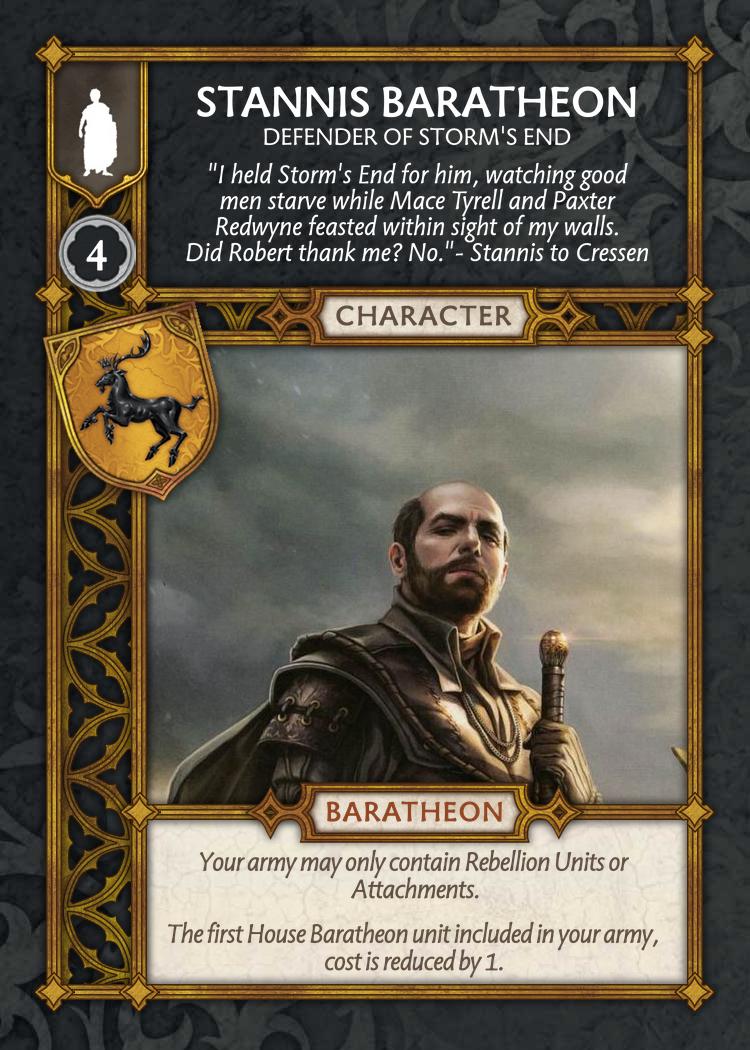 STANNIS BARATHEON
DEFENDER OF STORM'S END
"I held Storm's End for him, watching good
men starve while Mace Tyrell and Paxter
Redwyne feasted within sight of my walls.
Did Robert thank me? No."- Stannis to Cressen
4
CHARACTER
BARATHEON
Your army may only contain Rebellion Units or
Attachments.
The first House Baratheon unit included in your army,
cost is reduced by 1.